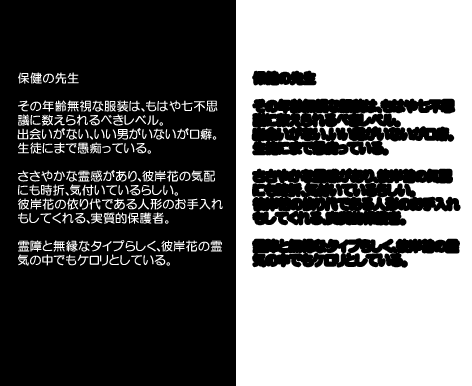 保健の先生
その年齢無視な服装は、もはや七不思
議に数えられるべきレベル。
出会いがない、いい男がいないが口癖。
生徒にまで愚痴っている。
ささやかな霊感があり、彼岸花の気配
にも時折、気付いているらしい。
彼岸花の依り代である人形のお手入れ
もしてくれる、実質的保護者。
霊障と無縁なタイプらしく、彼岸花の霊
気の中でもケロリとしている。
保健の先生
その年齢無視な服装は、もはや七不思
議に数えられるべきレベル。
出会いがない、いい男がいないが口癖。
生徒にまで愚痴っている。
ささやかな霊感があり、彼岸花の気配
にも時折、気付いているらしい。
彼岸花の依り代である人形のお手入れ
もしてくれる、実質的保護者。
霊障と無縁なタイプらしく、彼岸花の霊
気の中でもケロリとしている。